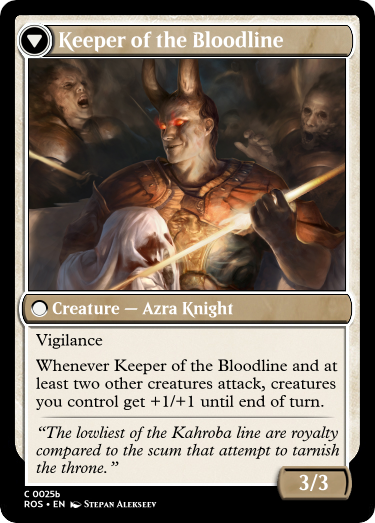 Keeper of the Bloodline
Creature — Azra Knight
Vigilance
Whenever Keeper of the Bloodline and at
least two other creatures attack, creatures
you control get +1/+1 until end of turn.
“The lowliest of the Kahroba line are royalty
compared to the scum that attempt to tarnish
the throne.”
3/3
C 0025b
ROS • EN Stepan Alekseev